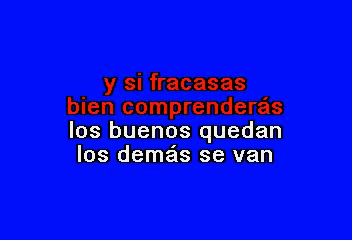 y si fracasas
bien comprenderás
los buenos quedan
los demás se van